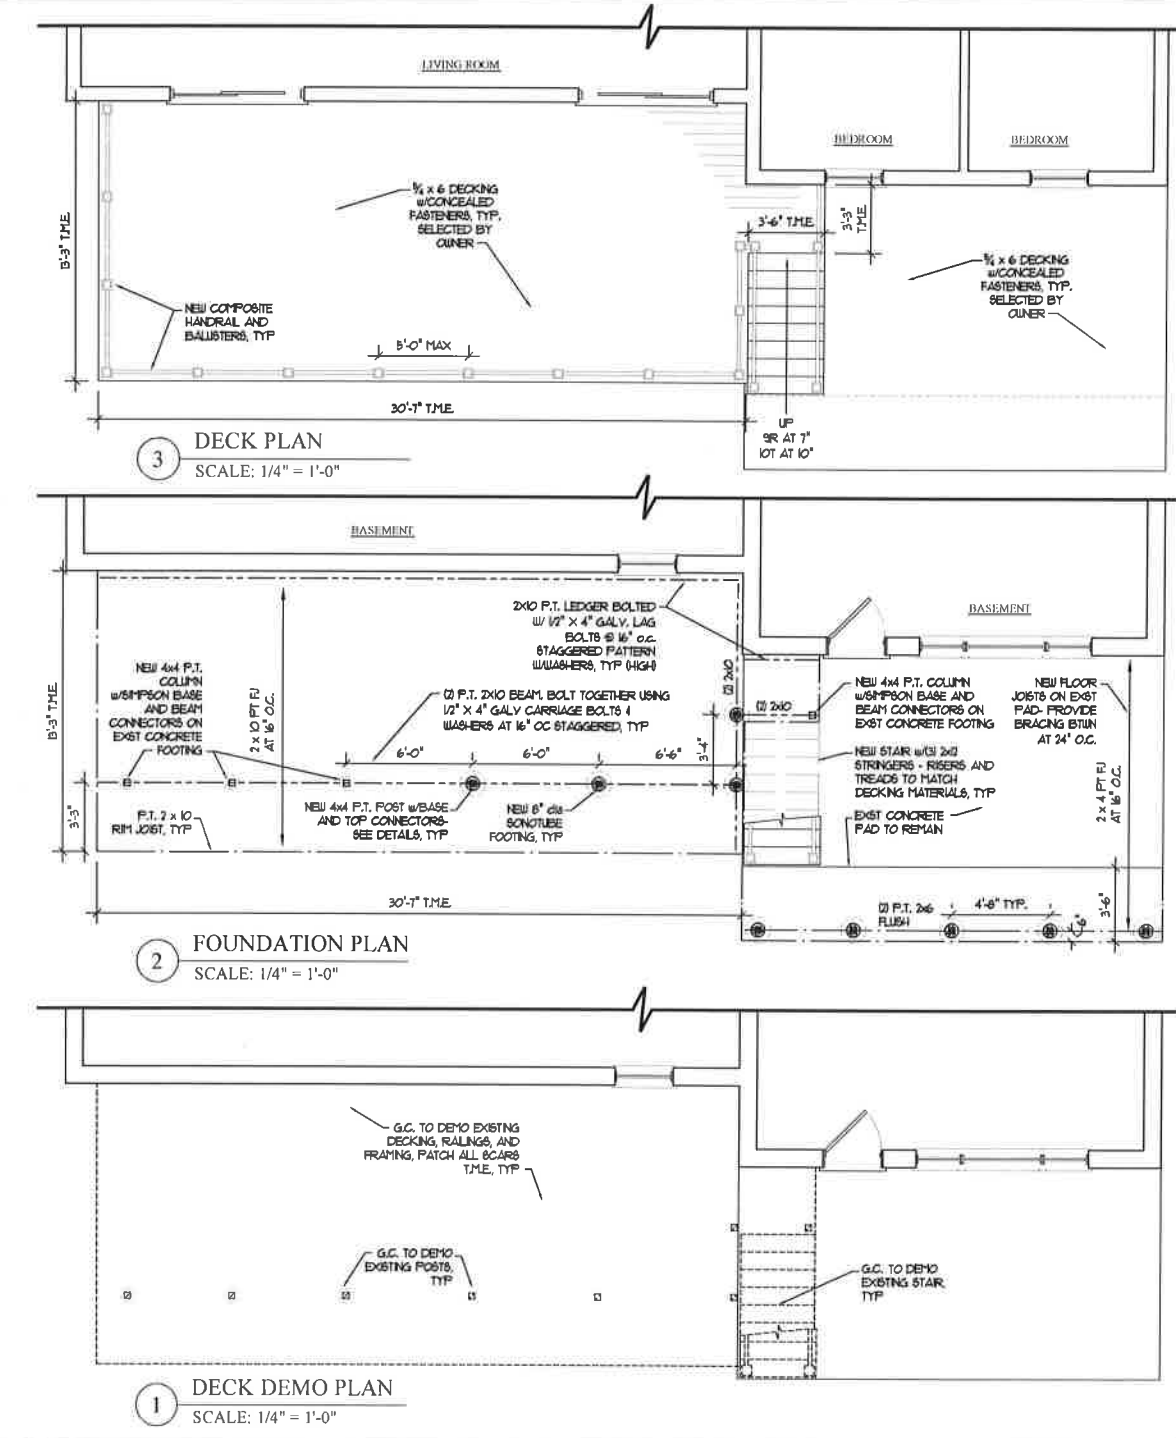 LIVING ROOM
BEDROOM
BEDROOM
5/4 x 6 DECKING
w/CONCEALED
FASTENERS, TYP.
SELECTED BY
OWNER
3'-6" T.M.E.
3'-3"
T.M.E.
13'-3" T.M.E.
5/4 x 6 DECKING
w/CONCEALED
FASTENERS, TYP.
SELECTED BY
OWNER
NEW COMPOSITE
HANDRAIL AND
BALUSTERS, TYP
5'-0" MAX
30'-7" T.M.E.
UP
9R AT 7"
10T AT 10"
3
DECK PLAN
SCALE: 1/4" = 1'-0"
BASEMENT
BASEMENT
2X10 P.T. LEDGER BOLTED
W/ 1/2" X 4" GALV. LAG
BOLTS @ 16" o.c.
STAGGERED PATTERN
W/WASHERS, TYP (HIGH)
NEW 4x4 P.T.
COLUMN
w/SIMPSON BASE
AND BEAM
CONNECTORS ON
EXIST CONCRETE
FOOTING
2 x 10 PT FJ
AT 16" O.C.
(2) P.T. 2X10 BEAM. BOLT TOGETHER USING
1/2" X 4" GALV CARRIAGE BOLTS &
WASHERS AT 16" OC STAGGERED, TYP
(2) 2x10
(2) 2x10
NEW 4x4 P.T. COLUMN
w/SIMPSON BASE AND
BEAM CONNECTORS ON
EXIST CONCRETE FOOTING
NEW FLOOR
JOISTS ON EXIST
PAD- PROVIDE
BRACING BTWN
AT 24" O.C.
13'-3" T.M.E.
6'-0"
6'-0"
6'-6"
3'-4"
NEW STAIR w/(3) 2x12
STRINGERS - RISERS AND
TREADS TO MATCH
DECKING MATERIALS, TYP
3'-3"
P.T. 2 x 10
RIM JOIST, TYP
NEW 4x4 P.T. POST w/BASE
AND TOP CONNECTORS-
SEE DETAILS, TYP
NEW 8" dia
SONOTUBE
FOOTING, TYP
EXIST CONCRETE
PAD TO REMAIN
2 x 4 PT FJ
AT 16" O.C.
30'-7" T.M.E.
(2) P.T. 2x6
FLUSH
4'-8" TYP.
3'-6"
2
FOUNDATION PLAN
SCALE: 1/4" = 1'-0"
G.C. TO DEMO EXISTING
DECKING, RAILINGS, AND
FRAMING, PATCH ALL SCARS
T.M.E, TYP
G.C. TO DEMO
EXISTING POSTS,
TYP
G.C. TO DEMO
EXISTING STAIR,
TYP
1
DECK DEMO PLAN
SCALE: 1/4" = 1'-0"